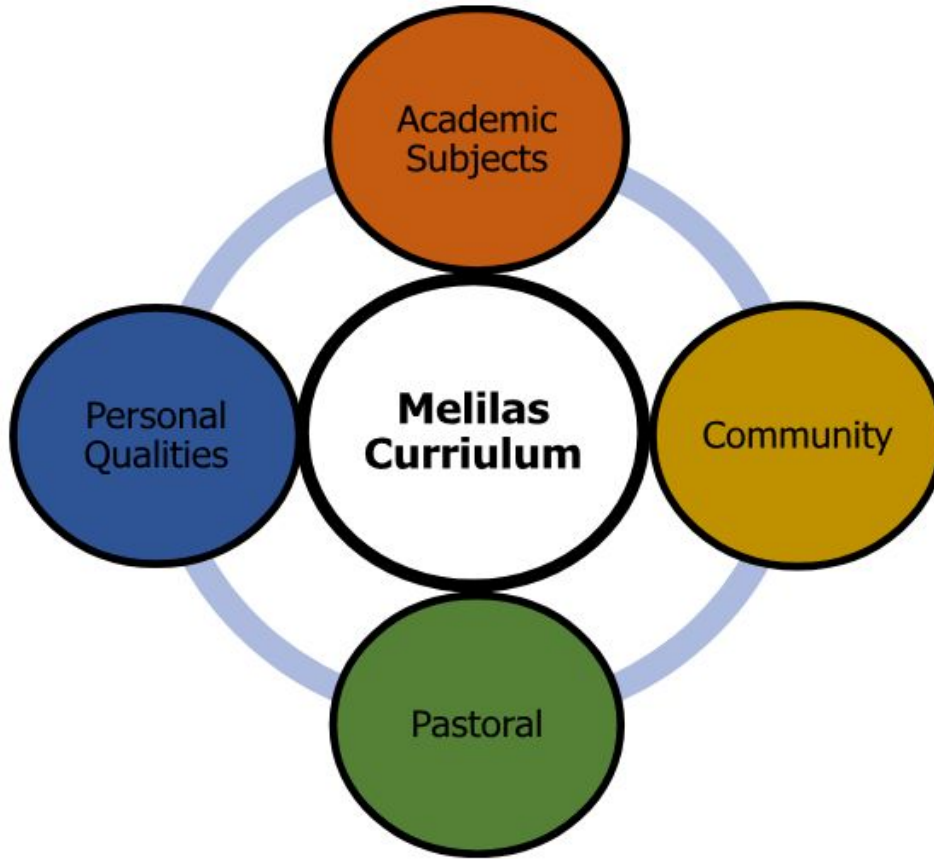 Academic
Subjects
Personal
Qualities
Melilas
Curriulum
Community
Pastoral